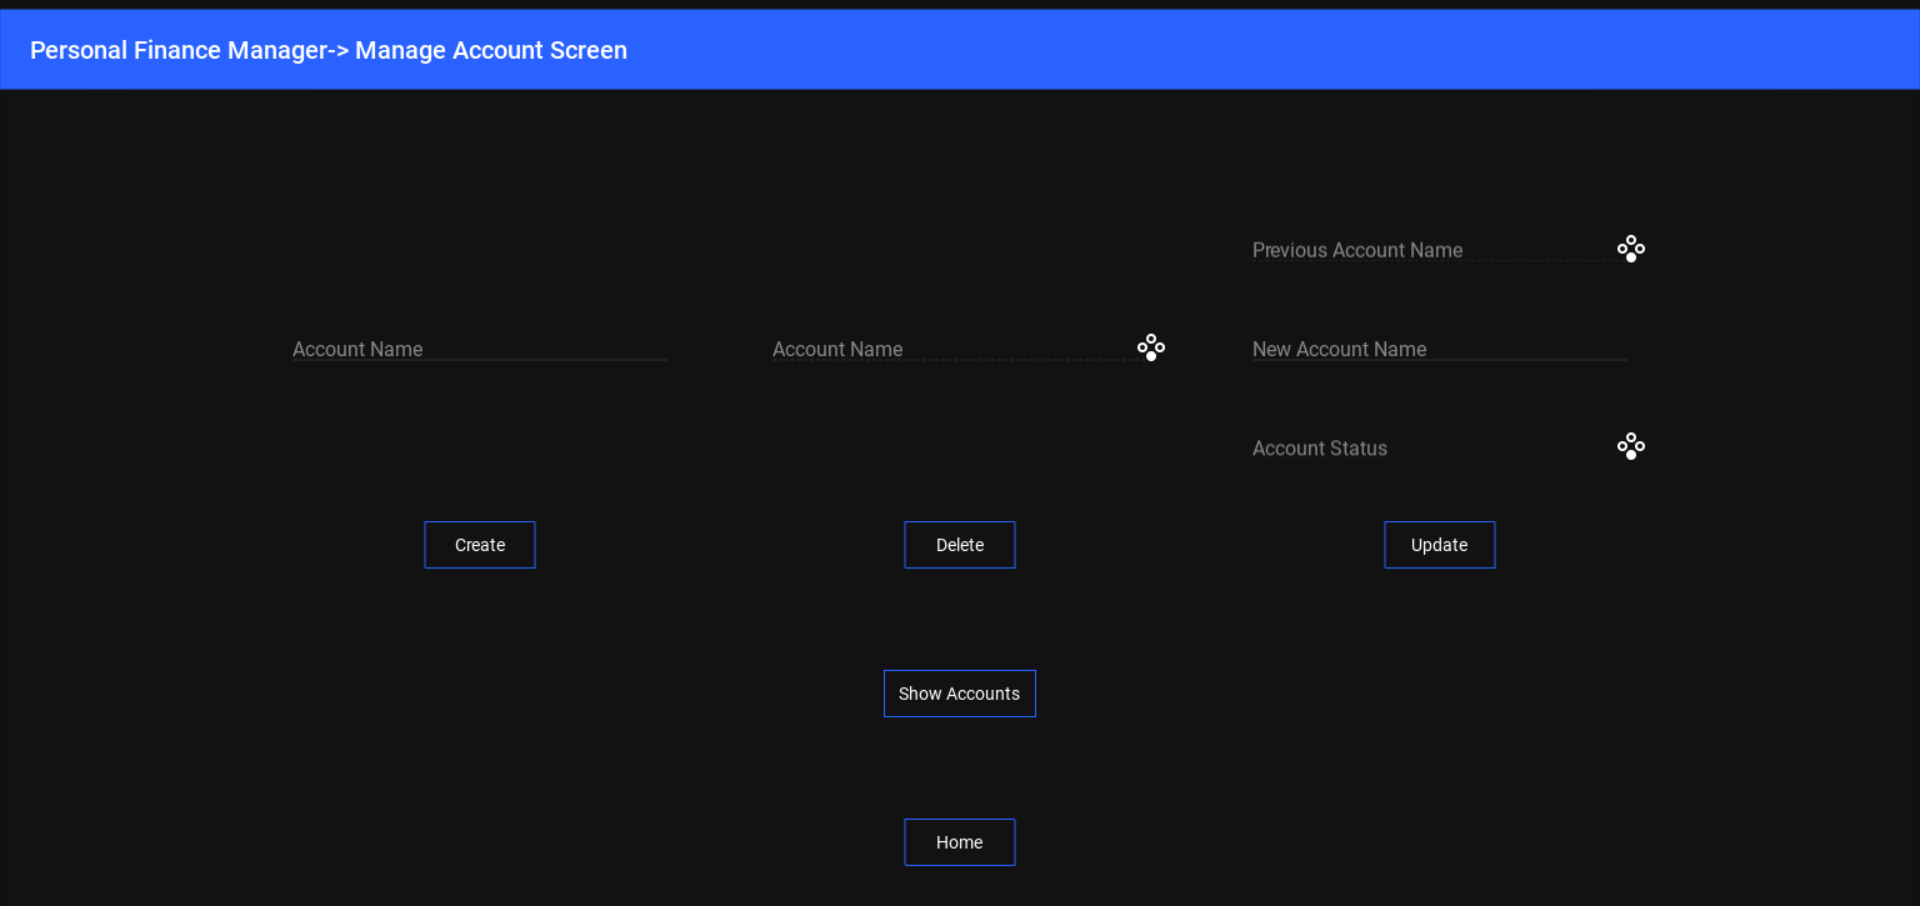 Personal Finance Manager-> Manage Account Screen
Previous Account Name
Account Name
Account Name
New Account Name
Account Status
Create
Delete
Update
Show Accounts
Home